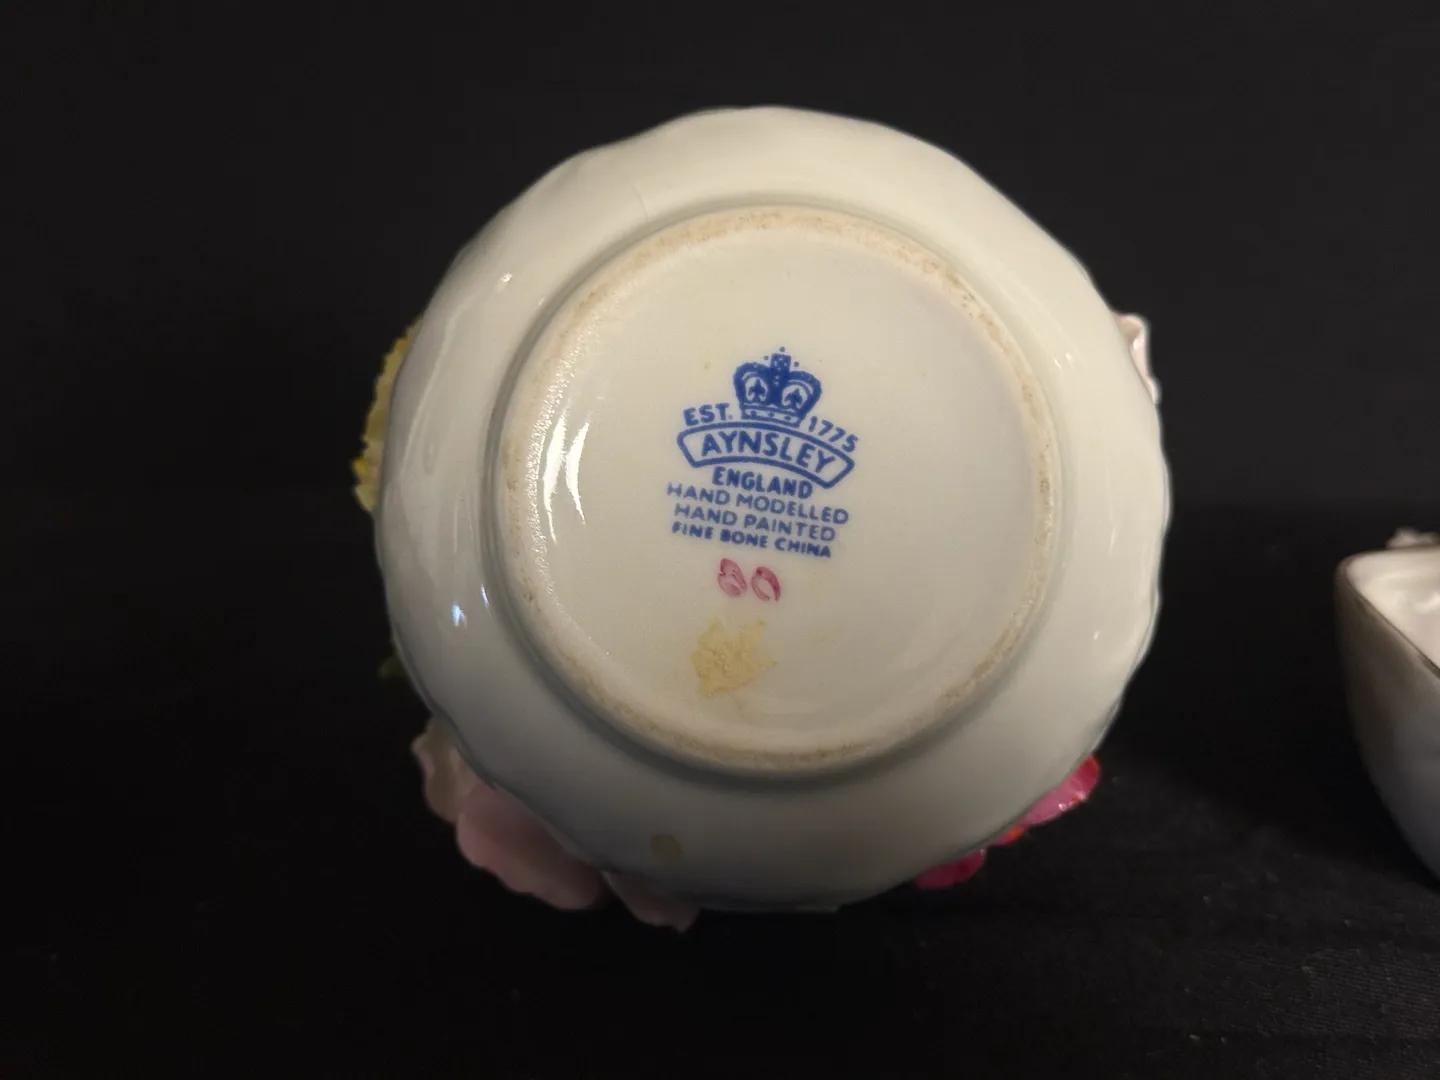 EST. 1775
AYNSLEY
ENGLAND
HAND MODELLED
HAND PAINTED
FINE BONE CHINA